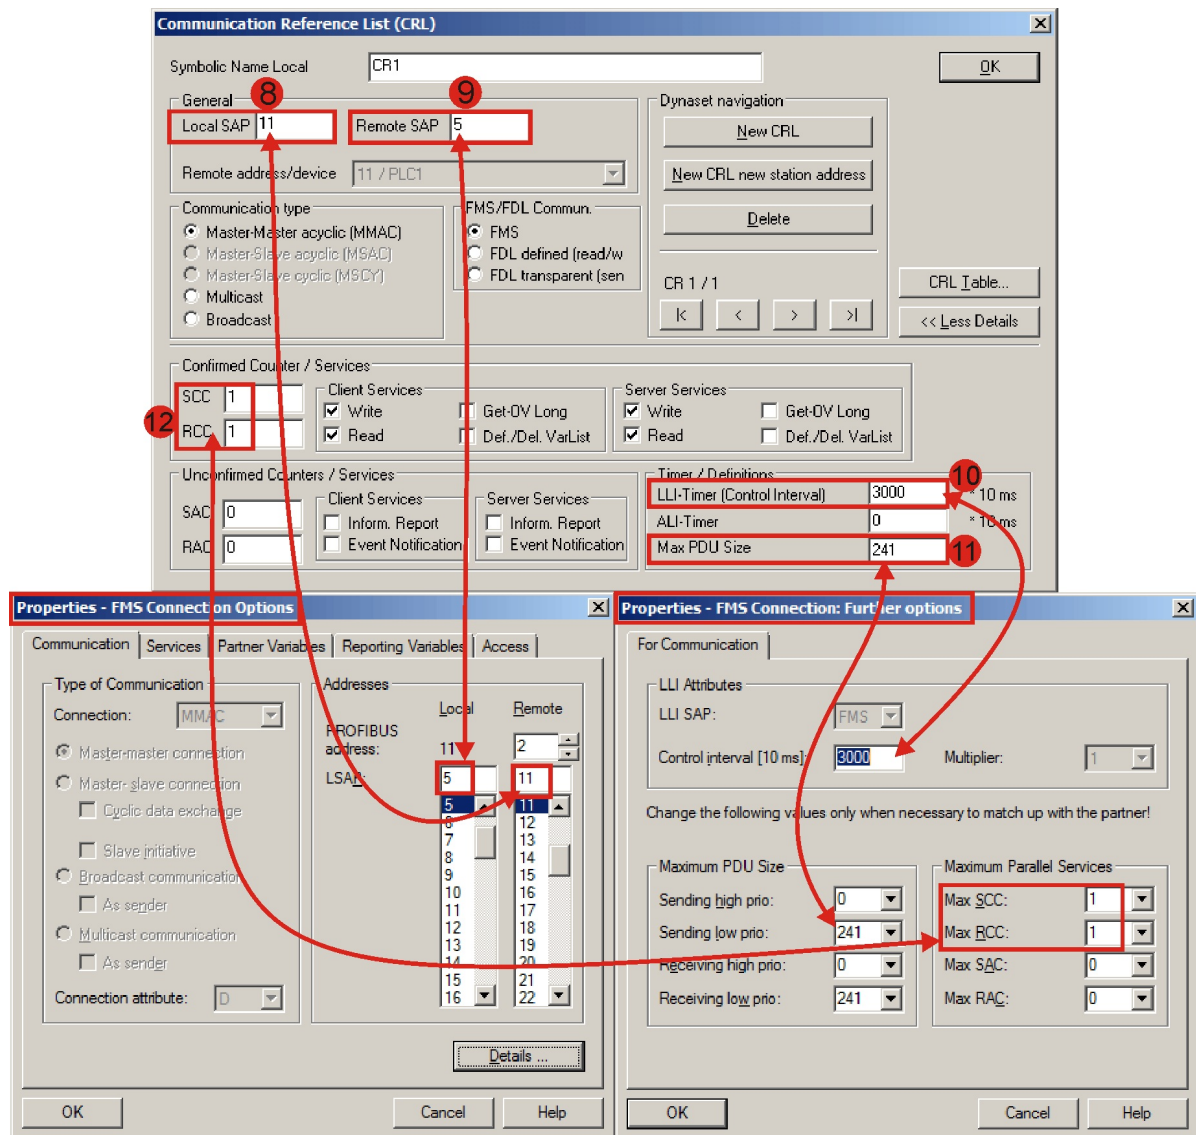 Communication Reference List (CRL)
Symbolic Name Local CR1 OK
8 9
General
Local SAP 11 Remote SAP 5
Remote address/device 11 / PLC1
Dynaset navigation
New CRL
New CRL new station address
Delete
CR 1 / 1
|< < > >|
Communication type
Master-Master acyclic (MMAC)
Master-Slave acyclic (MSAC)
Master-Slave cyclic (MSCY)
Multicast
Broadcast
FMS/FDL Commun.
FMS
FDL defined (read/w
FDL transparent (sen
CRL Table...
<< Less Details
Confirmed Counter / Services
12
SCC 1
RCC 1
Client Services
Write Get-OV Long
Read Def./Del. VarList
Server Services
Write Get-OV Long
Read Def./Del. VarList
Unconfirmed Counters / Services
SAC 0
RAC 0
Client Services
Inform. Report
Event Notification
Server Services
Inform. Report
Event Notification
Timer / Definitions
10
LLI-Timer (Control Interval) 3000 * 10 ms
ALI-Timer 0 * 10 ms
Max PDU Size 241
11
Properties - FMS Connection Options
Communication Services Partner Variables Reporting Variables Access
Type of Communication
Connection: MMAC
Master-master connection
Master- slave connection
Cyclic data exchange
Slave initiative
Broadcast communication
As sender
Multicast communication
As sender
Connection attribute: D
Addresses
Local Remote
PROFIBUS
address: 11 2
LSAP: 5 11
5 11
6 12
7 13
8 14
9 15
10 16
11 17
12 18
13 19
14 20
15 21
16 22
Details ...
OK Cancel Help
Properties - FMS Connection: Further options
For Communication
LLI Attributes
LLI SAP: FMS
Control interval [10 ms]: 3000 Multiplier: 1
Change the following values only when necessary to match up with the partner!
Maximum PDU Size
Sending high prio: 0
Sending low prio: 241
Receiving high prio: 0
Receiving low prio: 241
Maximum Parallel Services
Max SCC: 1
Max RCC: 1
Max SAC: 0
Max RAC: 0
OK Cancel Help